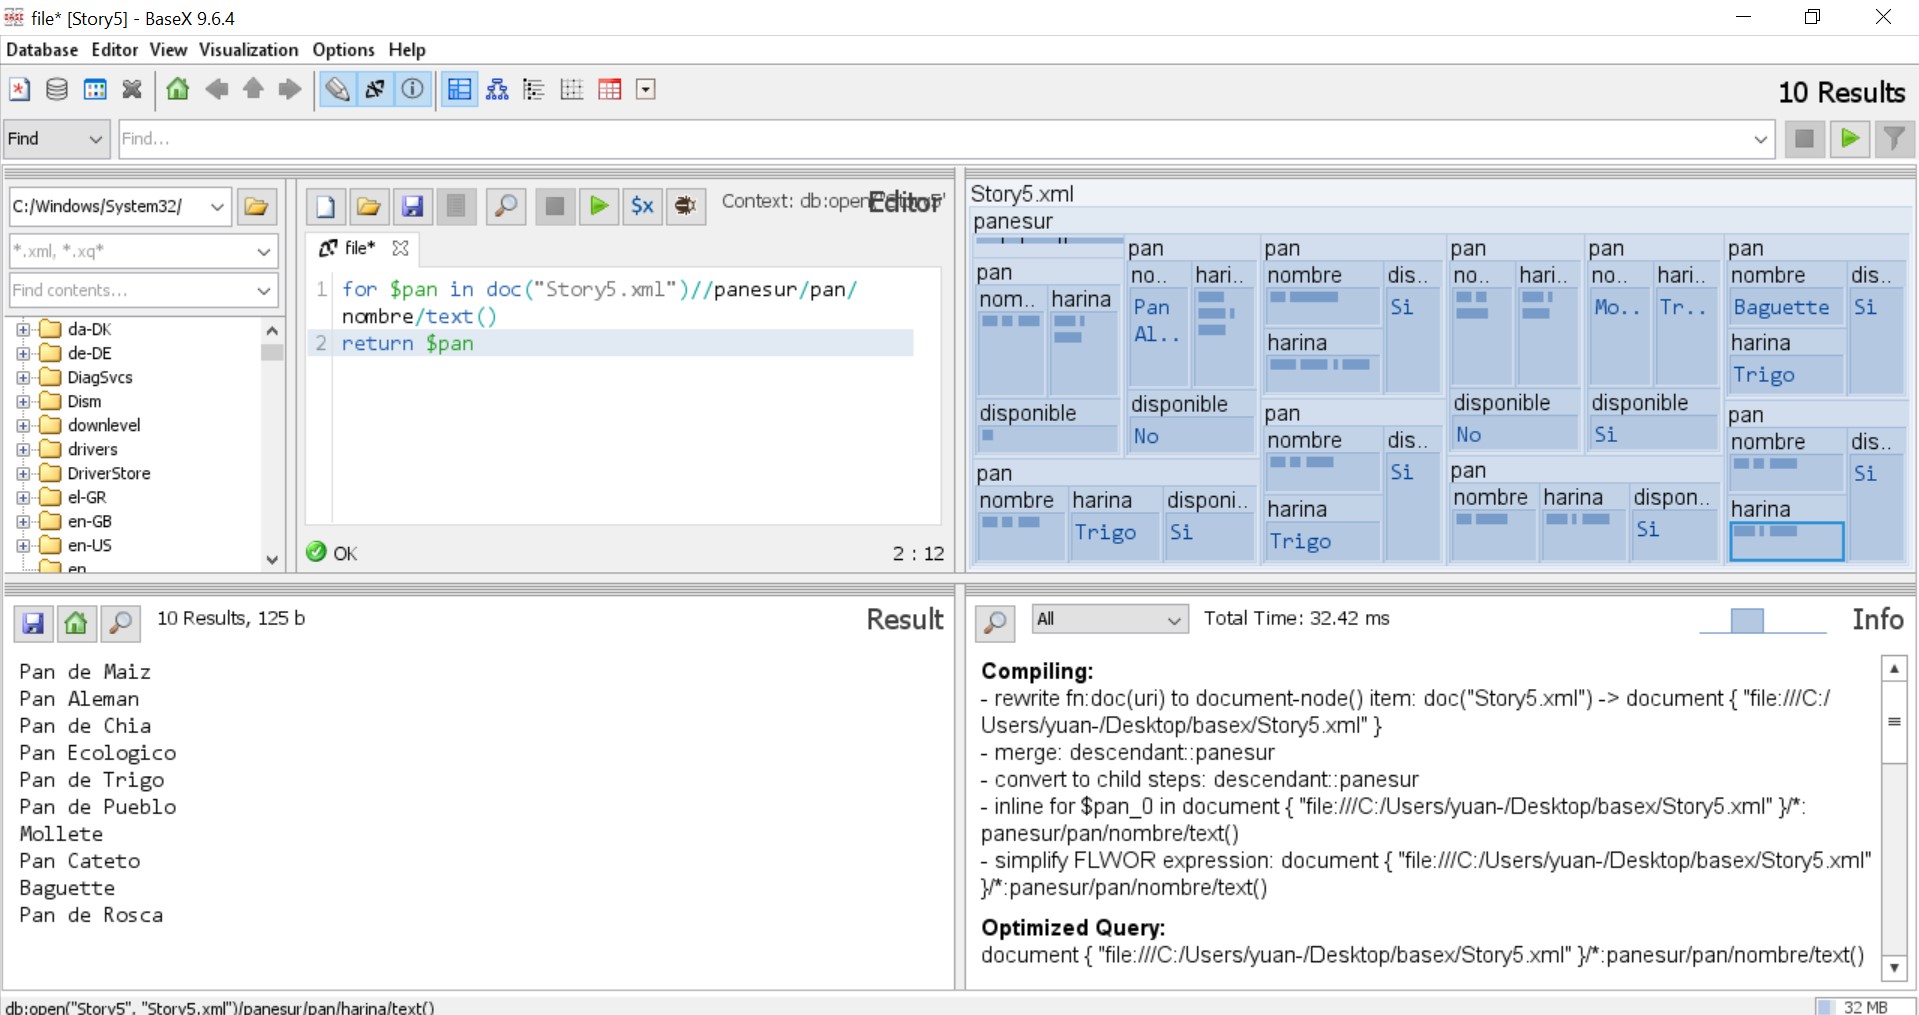 file* [Story5] - BaseX 9.6.4
Database Editor View Visualization Options Help
10 Results
Find
Find...
C:/Windows/System32/
*.xml, *.xq*
Find contents...
da-DK
de-DE
DiagSvcs
Dism
downlevel
drivers
DriverStore
el-GR
en-GB
en-US
en
Context: db:open("Story5"
Editor
file*
1 for $pan in doc("Story5.xml")//panesur/pan/
nombre/text()
2 return $pan
OK
2 : 12
Story5.xml
panesur
pan
nom.. harina
disponible
pan
nombre harina disponi..
Trigo Si
pan
no.. hari..
Pan
Al..
disponible
No
pan
nombre dis..
Si
harina
pan
nombre dis..
Si
harina
Trigo
pan
no.. hari..
disponible
No
pan
no.. hari..
Mo.. Tr..
disponible
Si
pan
nombre harina dispon..
Si
pan
nombre dis..
Baguette Si
harina
Trigo
pan
nombre dis..
Si
harina
10 Results, 125 b
Result
Pan de Maiz
Pan Aleman
Pan de Chia
Pan Ecologico
Pan de Trigo
Pan de Pueblo
Mollete
Pan Cateto
Baguette
Pan de Rosca
All
Total Time: 32.42 ms
Info
Compiling:
- rewrite fn:doc(uri) to document-node() item: doc("Story5.xml") -> document { "file:///C:/
Users/yuan-/Desktop/basex/Story5.xml" }
- merge: descendant::panesur
- convert to child steps: descendant::panesur
- inline for $pan_0 in document { "file:///C:/Users/yuan-/Desktop/basex/Story5.xml" }/*:
panesur/pan/nombre/text()
- simplify FLWOR expression: document { "file:///C:/Users/yuan-/Desktop/basex/Story5.xml"
}/*:panesur/pan/nombre/text()
Optimized Query:
document { "file:///C:/Users/yuan-/Desktop/basex/Story5.xml" }/*:panesur/pan/nombre/text()
db:open("Story5", "Story5.xml")/panesur/pan/harina/text()
32 MB